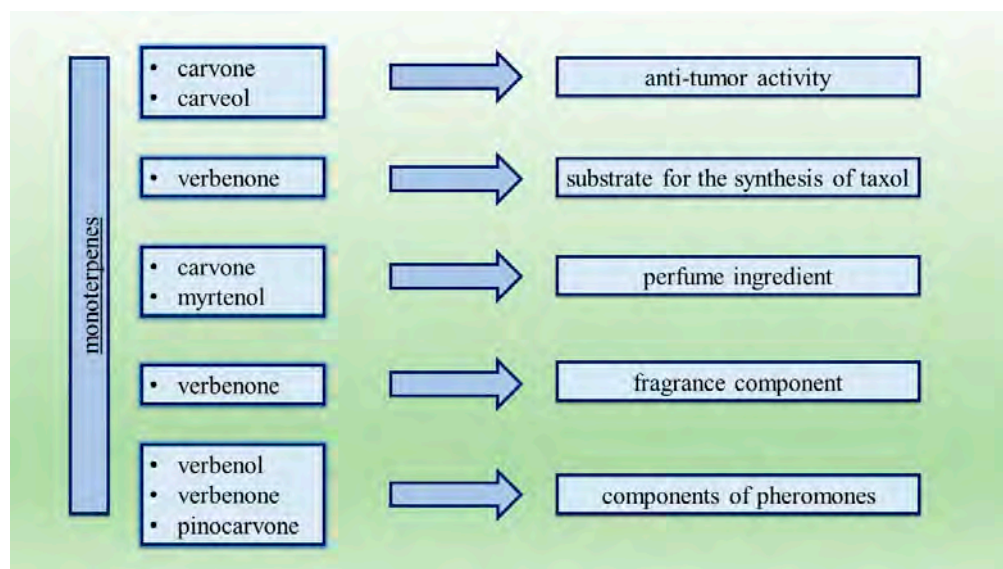 monoterpenes
• carvone
• carveol
anti-tumor activity
• verbenone
substrate for the synthesis of taxol
• carvone
• myrtenol
perfume ingredient
• verbenone
fragrance component
• verbenol
• verbenone
• pinocarvone
components of pheromones